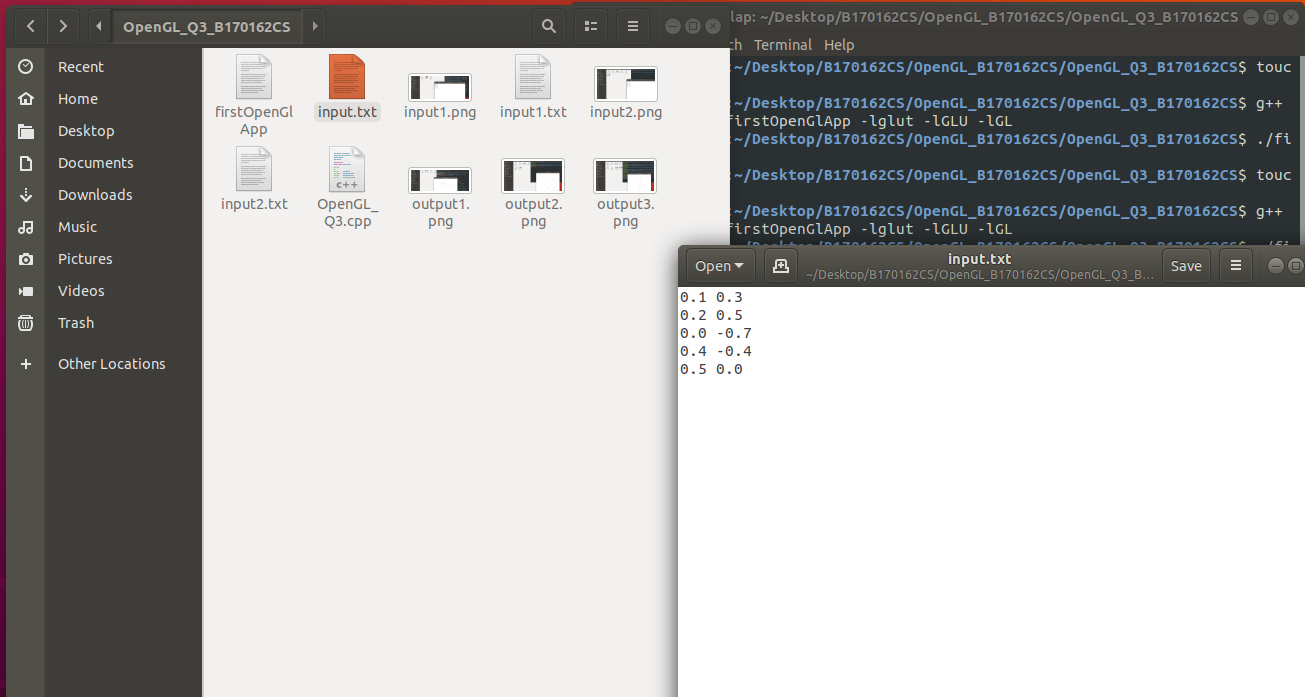 OpenGL_Q3_B170162CS
Recent
Home
Desktop
Documents
Downloads
Music
Pictures
Videos
Trash
Other Locations
firstOpenGl
App
input.txt
input1.png
input1.txt
input2.png
input2.txt
OpenGL_
Q3.cpp
output1.
png
output2.
png
output3.
png
lap: ~/Desktop/B170162CS/OpenGL_B170162CS/OpenGL_Q3_B170162CS
ch Terminal Help
:~/Desktop/B170162CS/OpenGL_B170162CS/OpenGL_Q3_B170162CS$ touc
:~/Desktop/B170162CS/OpenGL_B170162CS/OpenGL_Q3_B170162CS$ g++
firstOpenGlApp -lglut -lGLU -lGL
:~/Desktop/B170162CS/OpenGL_B170162CS/OpenGL_Q3_B170162CS$ ./fi
:~/Desktop/B170162CS/OpenGL_B170162CS/OpenGL_Q3_B170162CS$ touc
:~/Desktop/B170162CS/OpenGL_B170162CS/OpenGL_Q3_B170162CS$ g++
firstOpenGlApp -lglut -lGLU -lGL
Open
input.txt
~/Desktop/B170162CS/OpenGL_B170162CS/OpenGL_Q3_B...
Save
0.1 0.3
0.2 0.5
0.0 -0.7
0.4 -0.4
0.5 0.0